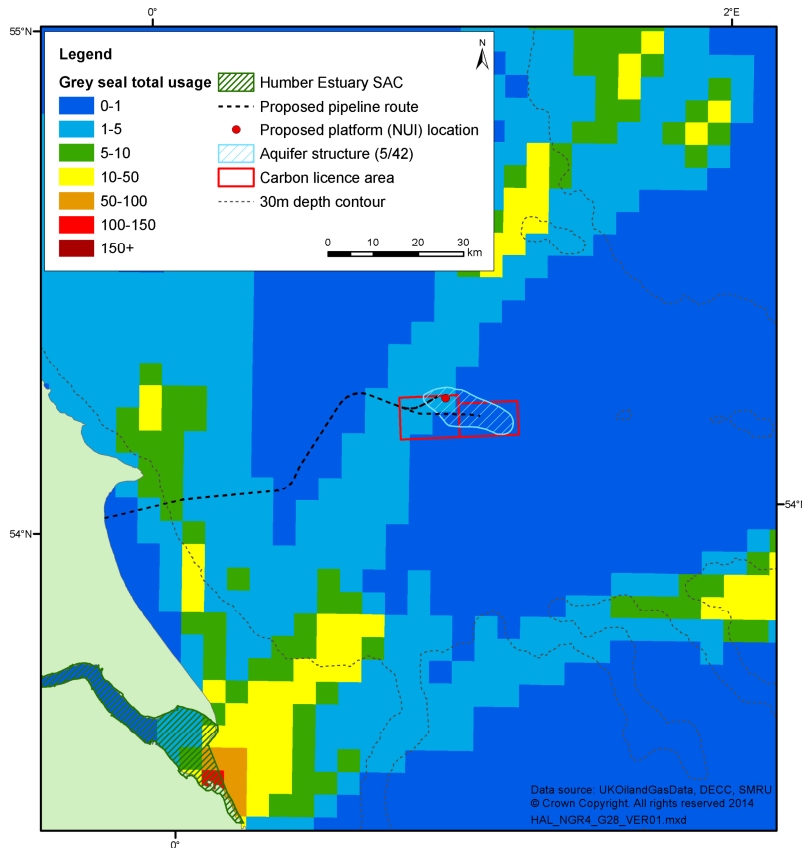 0°
2°E
55°N
Legend
N
Grey seal total usage
0-1
1-5
5-10
10-50
50-100
100-150
150+
Humber Estuary SAC
Proposed pipeline route
Proposed platform (NUI) location
Aquifer structure (5/42)
Carbon licence area
30m depth contour
0 10 20 30
km
54°N
54°N
Data source: UKOilandGasData, DECC, SMRU
© Crown Copyright. All rights reserved 2014
HAL_NGR4_G28_VER01.mxd
0°